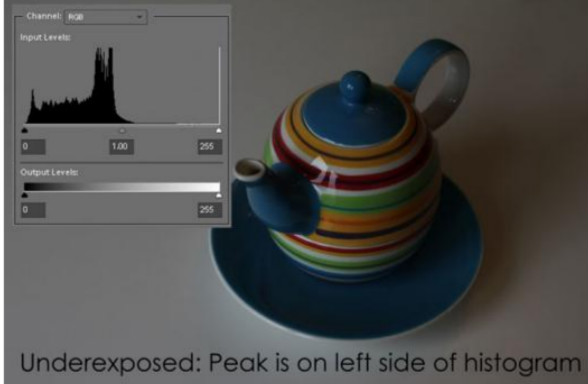 Channel: RGB
Input Levels:
0 1.00 255
Output Levels:
0 255
Underexposed: Peak is on left side of histogram